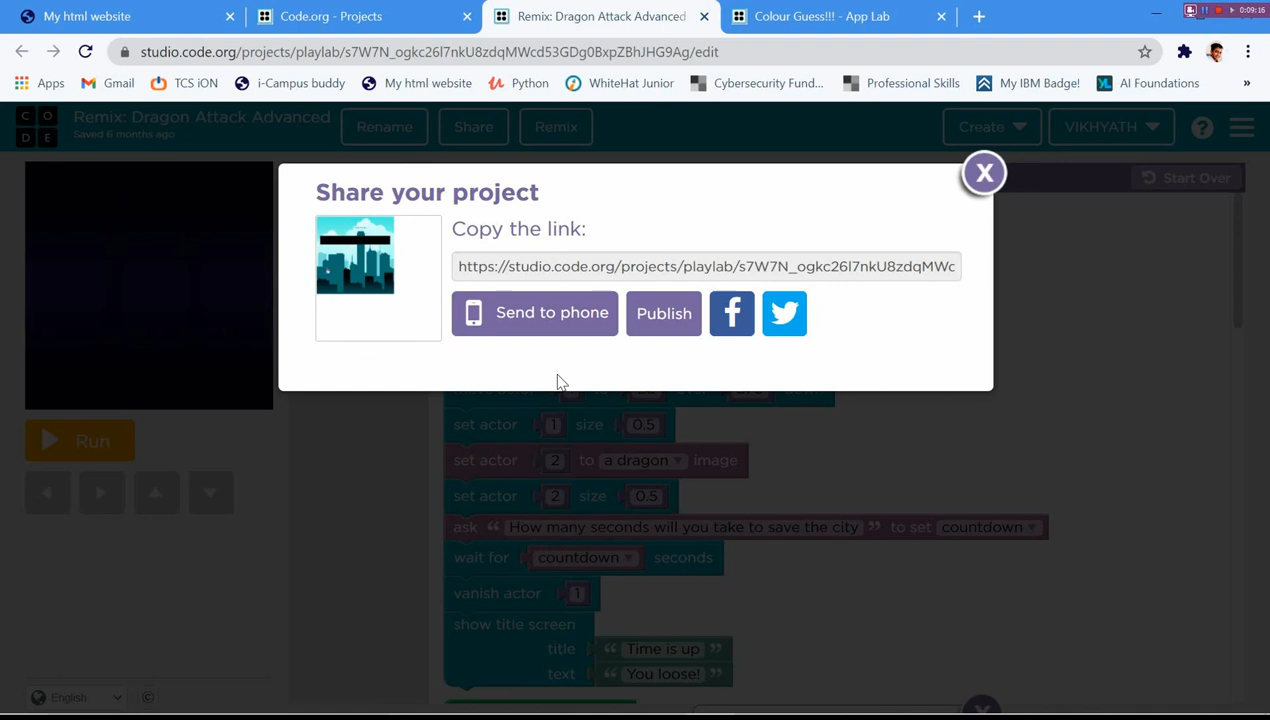 0:09:16
My html website
Code.org - Projects
Remix: Dragon Attack Advanced
Colour Guess!!! - App Lab
studio.code.org/projects/playlab/s7W7N_ogkc26l7nkU8zdqMWcd53GDg0BxpZBhJHG9Ag/edit
Apps
Gmail
TCS iON
i-Campus buddy
My html website
Python
WhiteHat Junior
Cybersecurity Fund...
Professional Skills
My IBM Badge!
AI Foundations
»
CO
DE
Remix: Dragon Attack Advanced
Saved 6 months ago
Rename
Share
Remix
Create
VIKHYATH
?
Start Over
X
Share your project
Copy the link:
https://studio.code.org/projects/playlab/s7W7N_ogkc26l7nkU8zdqMWc
Send to phone
Publish
Run
set actor 1 size 0.5
set actor 2 to a dragon image
set actor 2 size 0.5
ask “ How many seconds will you take to save the city ” to set countdown
wait for countdown seconds
vanish actor 1
show title screen
title “ Time is up ”
text “ You loose! ”
English
©